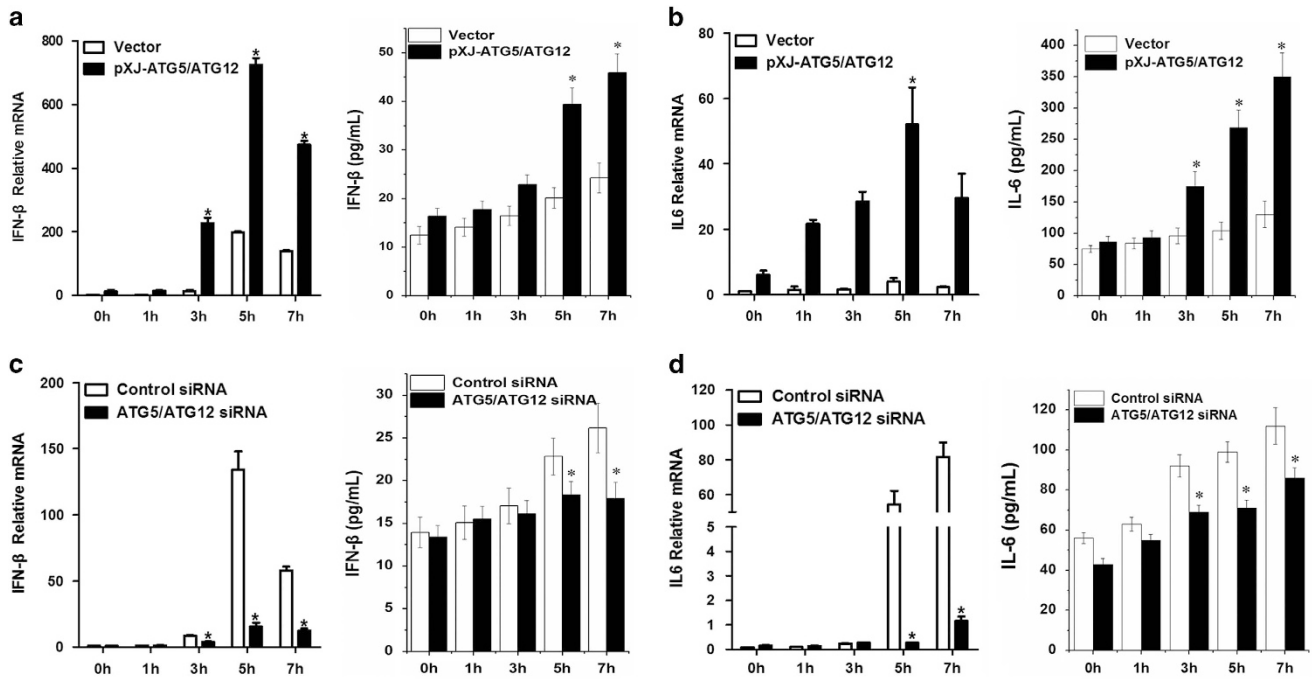 a
IFN-β Relative mRNA
800
600
400
200
0
Vector
pXJ-ATG5/ATG12
* * *
0h 1h 3h 5h 7h
IFN-β (pg/mL)
50
40
30
20
10
0
Vector
pXJ-ATG5/ATG12
* *
0h 1h 3h 5h 7h
b
IL6 Relative mRNA
80
60
40
20
0
Vector
pXJ-ATG5/ATG12
*
0h 1h 3h 5h 7h
IL-6 (pg/mL)
400
350
300
250
200
150
100
50
0
Vector
pXJ-ATG5/ATG12
* * *
0h 1h 3h 5h 7h
c
IFN-β Relative mRNA
200
150
100
50
0
Control siRNA
ATG5/ATG12 siRNA
* * *
0h 1h 3h 5h 7h
IFN-β (pg/mL)
30
25
20
15
10
15
0
Control siRNA
ATG5/ATG12 siRNA
* *
0h 1h 3h 5h 7h
d
IL6 Relative mRNA
120
100
80
60
40
5
4
3
2
1
0
Control siRNA
ATG5/ATG12 siRNA
* *
0h 1h 3h 5h 7h
IL-6 (pg/mL)
120
100
80
60
40
20
0
Control siRNA
ATG5/ATG12 siRNA
* * *
0h 1h 3h 5h 7h